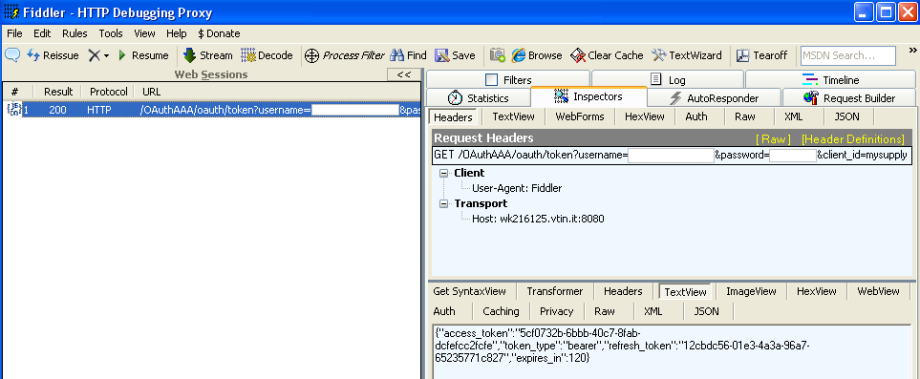 Fiddler - HTTP Debugging Proxy
File Edit Rules Tools View Help $ Donate
Reissue Resume Stream Decode Process Filter Find Save Browse Clear Cache TextWizard Tearoff MSDN Search... »
Web Sessions <<
# Result Protocol URL
1 200 HTTP /OAuthAAA/oauth/token?username= &pas
Filters Log Timeline
Statistics Inspectors AutoResponder Request Builder
Headers TextView WebForms HexView Auth Raw XML JSON
Request Headers [Raw] [Header Definitions]
GET /OAuthAAA/oauth/token?username= &password= &client_id=mysupply
Client
User-Agent: Fiddler
Transport
Host: wk216125.vtin.it:8080
Get SyntaxView Transformer Headers TextView ImageView HexView WebView
Auth Caching Privacy Raw XML JSON
{"access_token":"5cf0732b-6bbb-40c7-8fab-
dcfefcc2fcfe","token_type":"bearer","refresh_token":"12cbdc56-01e3-4a3a-96a7-
65235771c827","expires_in":120}